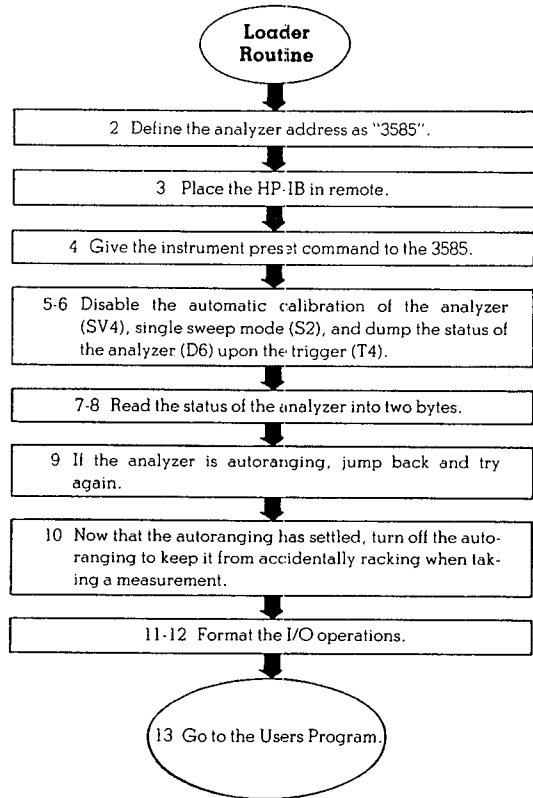 Loader
Routine
2 Define the analyzer address as "3585".
3 Place the HP-IB in remote.
4 Give the instrument preset command to the 3585.
5-6 Disable the automatic calibration of the analyzer
(SV4), single sweep mode (S2), and dump the status of
the analyzer (D6) upon the trigger (T4).
7-8 Read the status of the analyzer into two bytes.
9 If the analyzer is autoranging, jump back and try
again.
10 Now that the autoranging has settled, turn off the auto-
ranging to keep it from accidentally racking when tak-
ing a measurement.
11-12 Format the I/O operations.
13 Go to the Users Program.